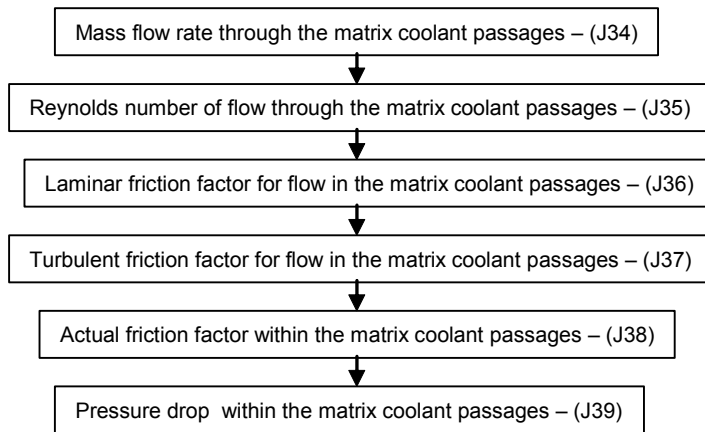 Mass flow rate through the matrix coolant passages – (J34)
Reynolds number of flow through the matrix coolant passages – (J35)
Laminar friction factor for flow in the matrix coolant passages – (J36)
Turbulent friction factor for flow in the matrix coolant passages – (J37)
Actual friction factor within the matrix coolant passages – (J38)
Pressure drop within the matrix coolant passages – (J39)